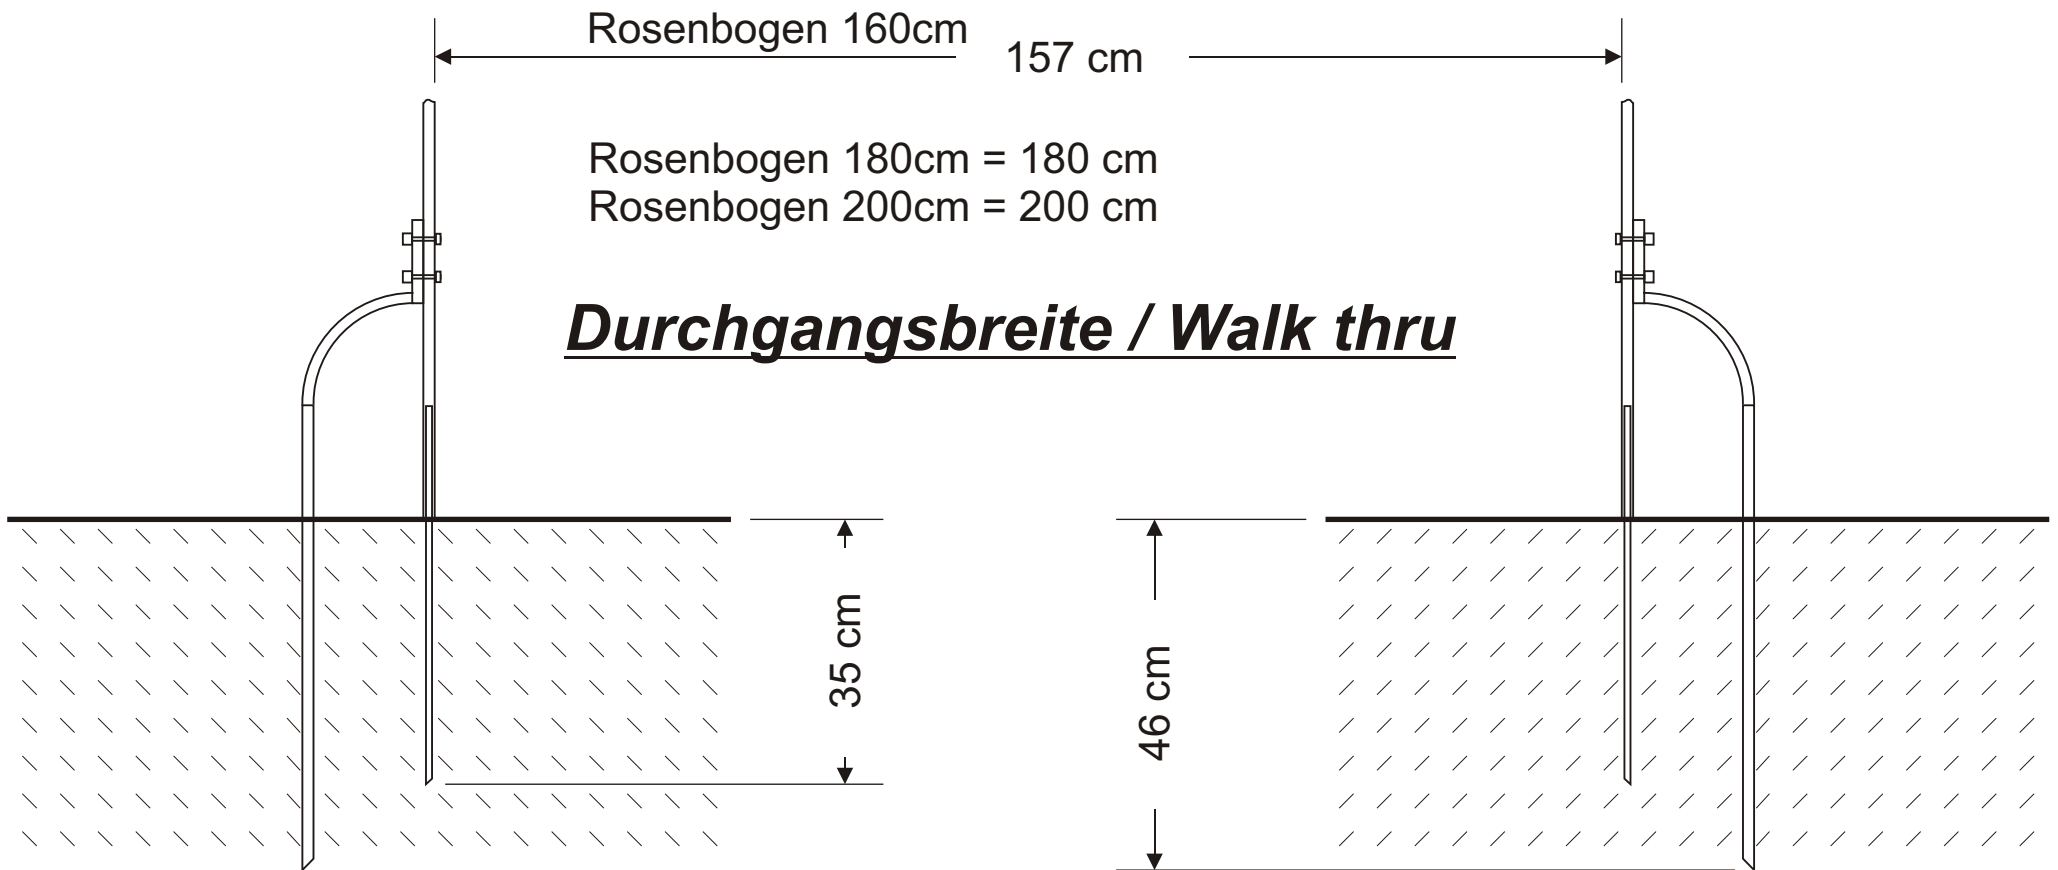 Rosenbogen 160cm
157 cm
Rosenbogen 180cm = 180 cm
Rosenbogen 200cm = 200 cm
Durchgangsbreite / Walk thru
35 cm
46 cm